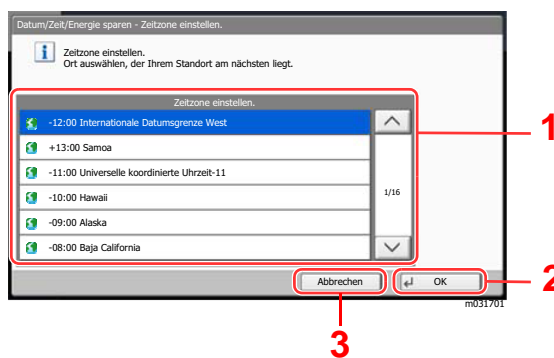 Datum/Zeit/Energie sparen - Zeitzone einstellen.
Zeitzone einstellen.
Ort auswählen, der Ihrem Standort am nächsten liegt.
Zeitzone einstellen.
-12:00 Internationale Datumsgrenze West
+13:00 Samoa
-11:00 Universelle koordinierte Uhrzeit-11
-10:00 Hawaii
-09:00 Alaska
-08:00 Baja California
1/16
1
Abbrechen
OK
2
m031701
3